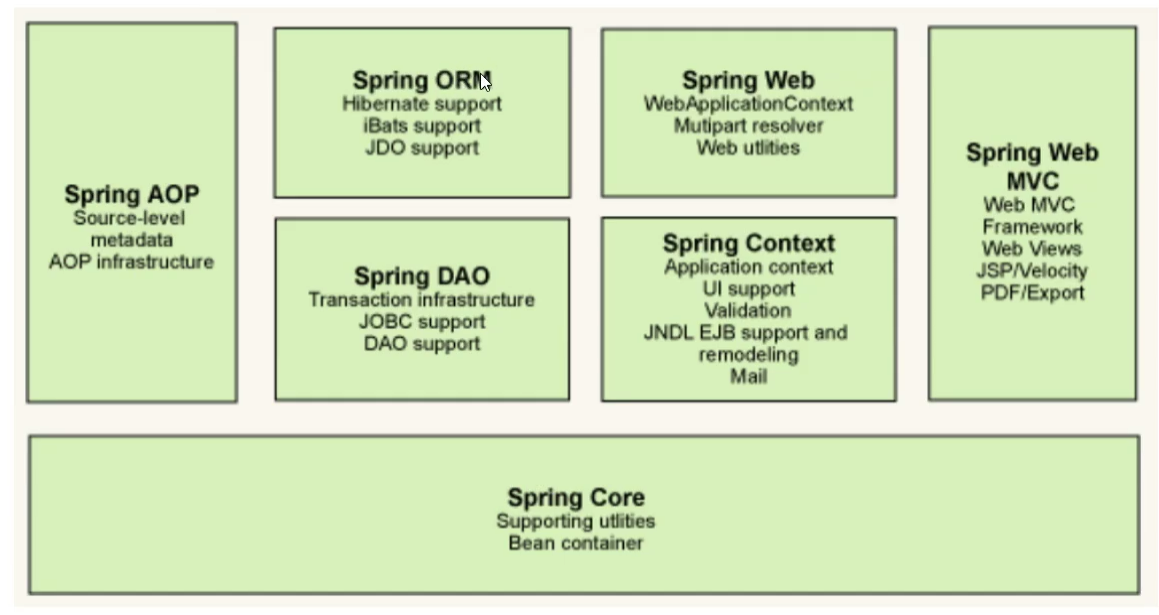 Spring AOP
Source-level
metadata
AOP infrastructure
Spring ORM
Hibernate support
iBats support
JDO support
Spring DAO
Transaction infrastructure
JOBC support
DAO support
Spring Web
WebApplicationContext
Mutipart resolver
Web utlities
Spring Context
Application context
UI support
Validation
JNDL EJB support and
remodeling
Mail
Spring Web
MVC
Web MVC
Framework
Web Views
JSP/Velocity
PDF/Export
Spring Core
Supporting utlities
Bean container